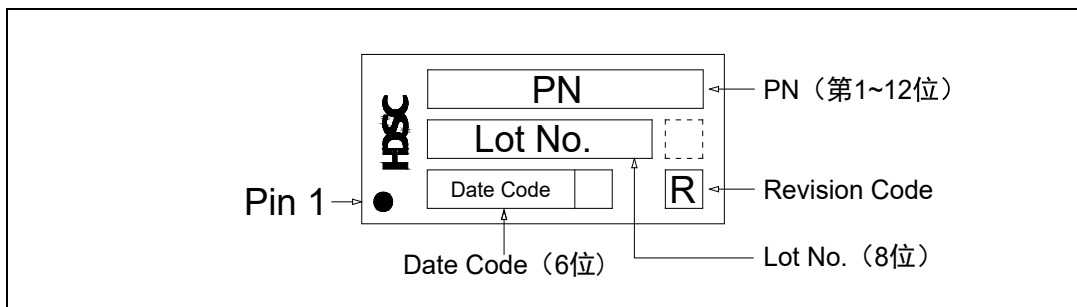 HDSC
PN
PN（第1~12位）
Lot No.
Date Code
R
Revision Code
Pin 1
Date Code（6位)
Lot No.（8位）